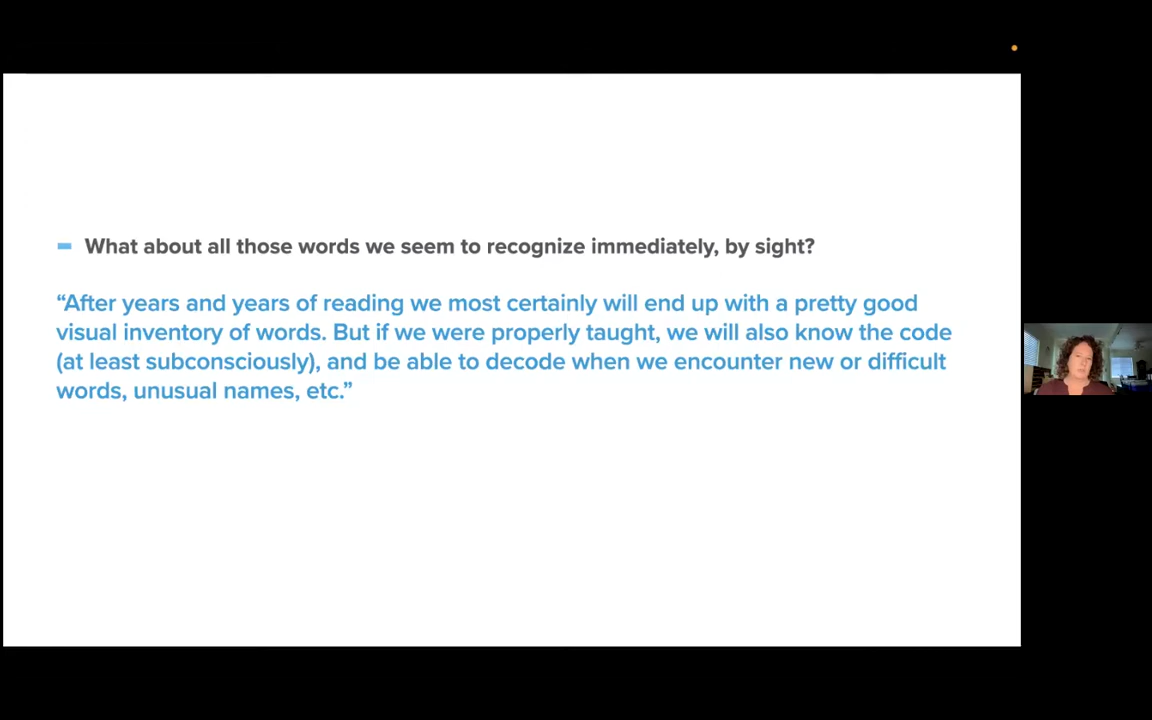 What about all those words we seem to recognize immediately, by sight?
“After years and years of reading we most certainly will end up with a pretty good
visual inventory of words. But if we were properly taught, we will also know the code
(at least subconsciously), and be able to decode when we encounter new or difficult
words, unusual names, etc.”